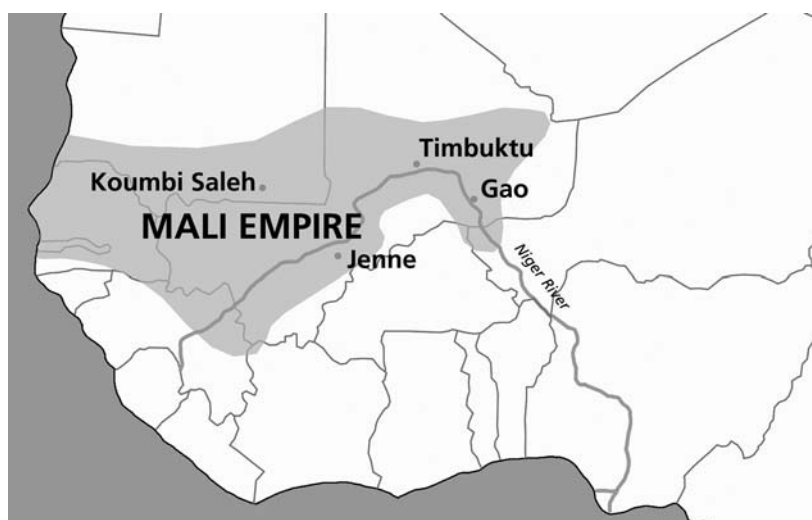 Timbuktu
Koumbi Saleh
Gao
MALI EMPIRE
Jenne
Niger River